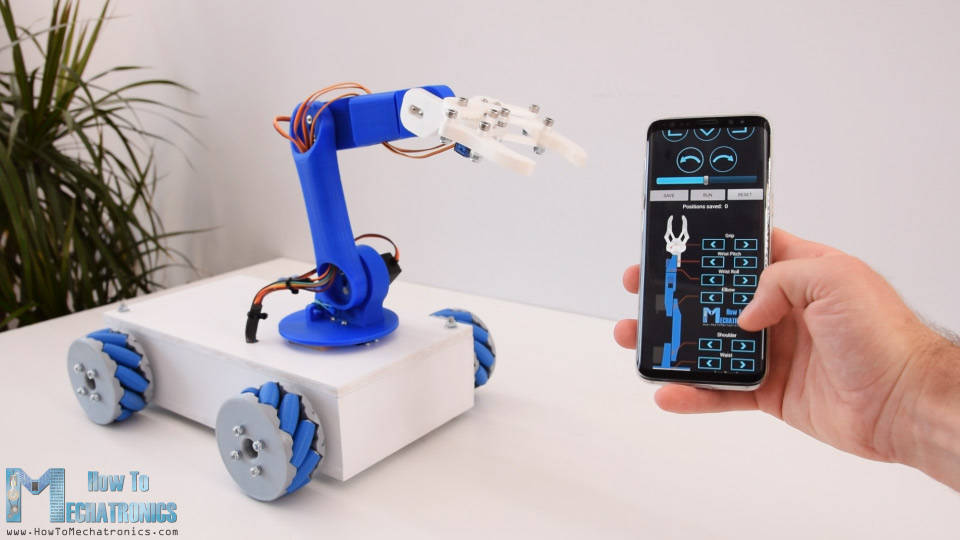 SAVE RUN RESET
Positions saved: 0
Grip
Wrist Pitch
Wrist Roll
Elbow
Shoulder
Waist
How To
MECHATRONICS
www.HowToMechatronics.com